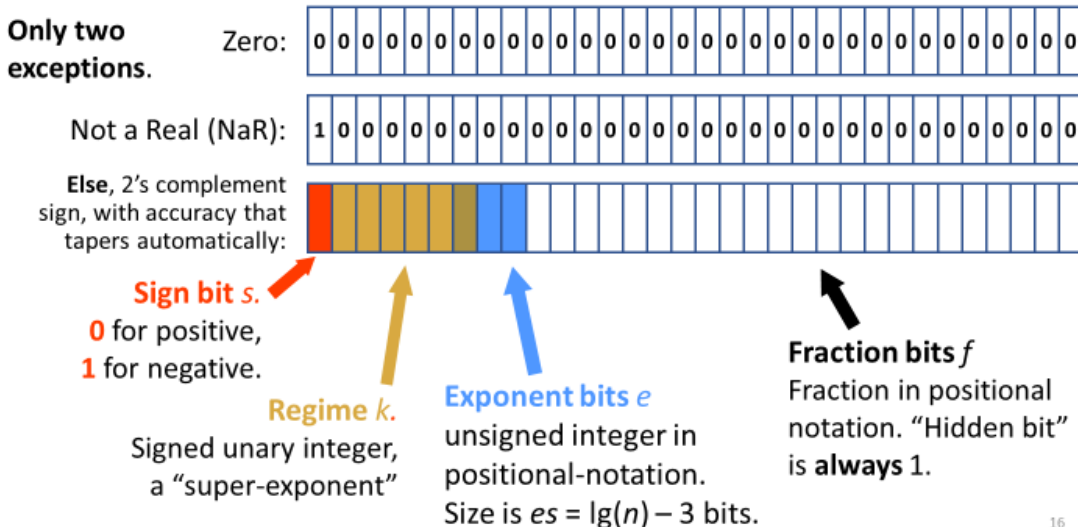 Only two
exceptions.
Zero: 0 0 0 0 0 0 0 0 0 0 0 0 0 0 0 0 0 0 0 0 0 0 0 0 0 0 0 0 0 0 0 0
Not a Real (NaR): 1 0 0 0 0 0 0 0 0 0 0 0 0 0 0 0 0 0 0 0 0 0 0 0 0 0 0 0 0 0 0 0
Else, 2's complement
sign, with accuracy that
tapers automatically:
Sign bit s.
0 for positive,
1 for negative.
Regime k.
Signed unary integer,
a “super-exponent”
Exponent bits e
unsigned integer in
positional-notation.
Size is es = lg(n) – 3 bits.
Fraction bits f
Fraction in positional
notation. “Hidden bit”
is always 1.
16